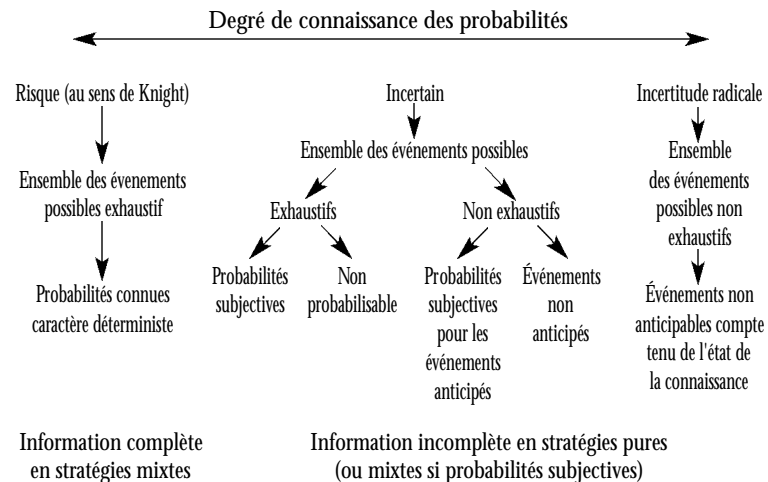 Degré de connaissance des probabilités
Risque (au sens de Knight)
Ensemble des évenements
possibles exhaustif
Probabilités connues
caractère déterministe
Information complète
en stratégies mixtes
Incertain
Ensemble des événements possibles
Exhaustifs
Probabilités
subjectives
Non
probabilisable
Non exhaustifs
Probabilités
subjectives
pour les
événements
anticipés
Événements
non
anticipés
Information incomplète en stratégies pures
(ou mixtes si probabilités subjectives)
Incertitude radicale
Ensemble
des événements
possibles non
exhaustifs
Événements non
anticipables compte
tenu de l'état de
la connaissance